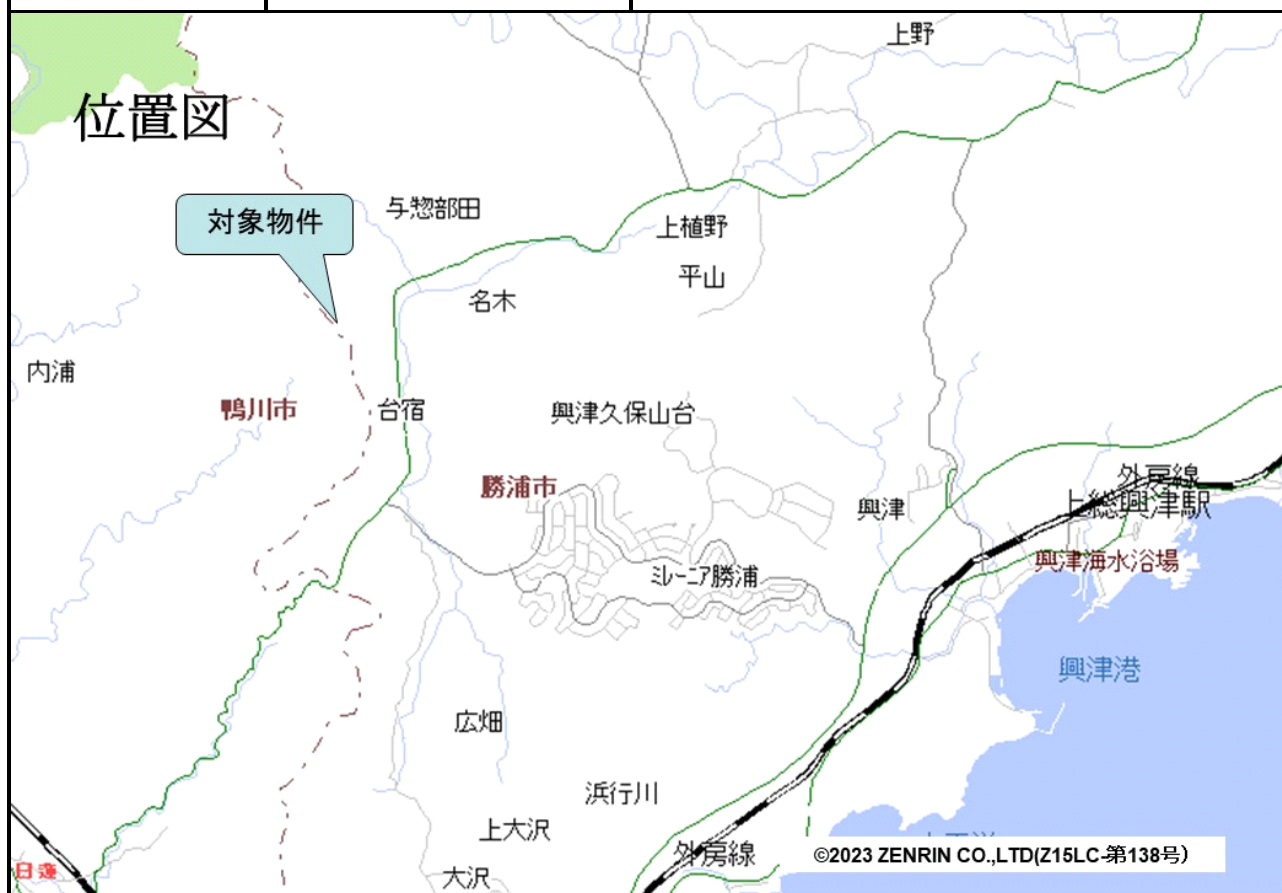 上野
位置図
対象物件
与惣部田
上植野
平山
名木
内浦
鴨川市
台宿
興津久保山台
勝浦市
興津
外房線
上総興津駅
ミレーニア勝浦
興津海水浴場
興津港
広畑
浜行川
上大沢
外房線
大沢
日蓮
©2023 ZENRIN CO.,LTD(Z15LC-第138号)